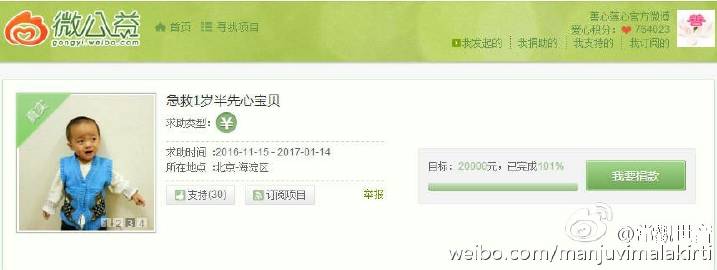 微公益
gongyi.weibo.com
首页 寻找项目
善心莲心官方微博
爱心积分: 754023
我发起的 我捐助的 我支持的 我订阅的
善
真实
急救1岁半先心宝贝
求助类型: ¥
求助时间 :2016-11-15 - 2017-01-14
所在地点 :北京-海淀区
支持(30) 订阅项目 举报
1 2 3 4
目标: 20000元，已完成101%
我要捐款
weibo.com/manjuvimalakirti